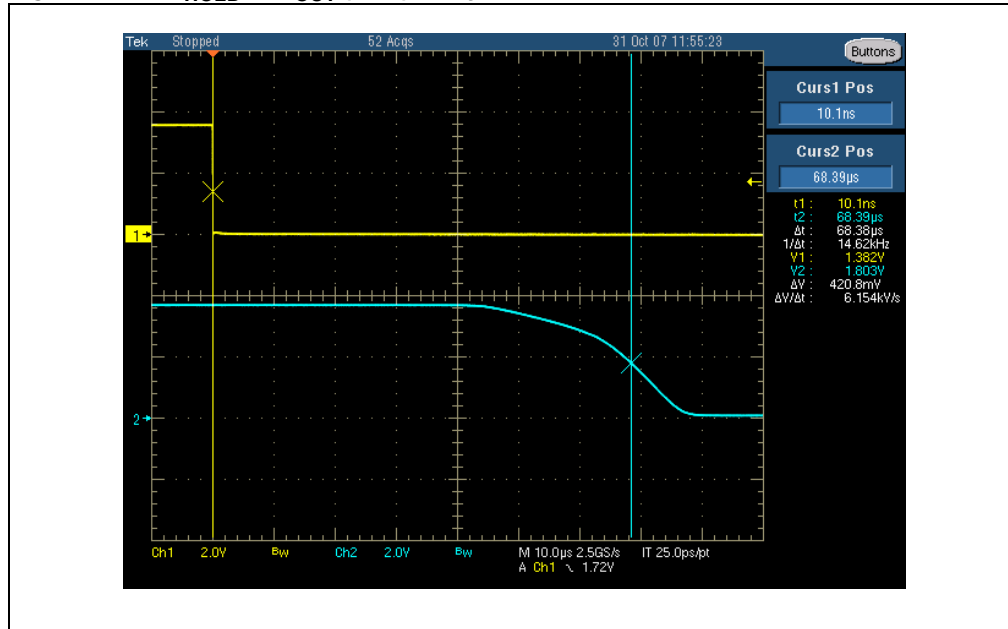 Tek Stopped 52 Acqs 31 Oct 07 11:55:23
Buttons
Curs1 Pos
10.1ns
Curs2 Pos
68.39µs
t1 : 10.1ns
t2 : 68.39µs
Δt : 68.38µs
1/Δt : 14.62kHz
V1 : 1.382V
V2 : 1.803V
ΔV : 420.8mV
ΔV/Δt : 6.154kV/s
1
2
Ch1 2.0V Bw Ch2 2.0V Bw M 10.0µs 2.5GS/s IT 25.0ps/pt
A Ch1 \ 1.72V